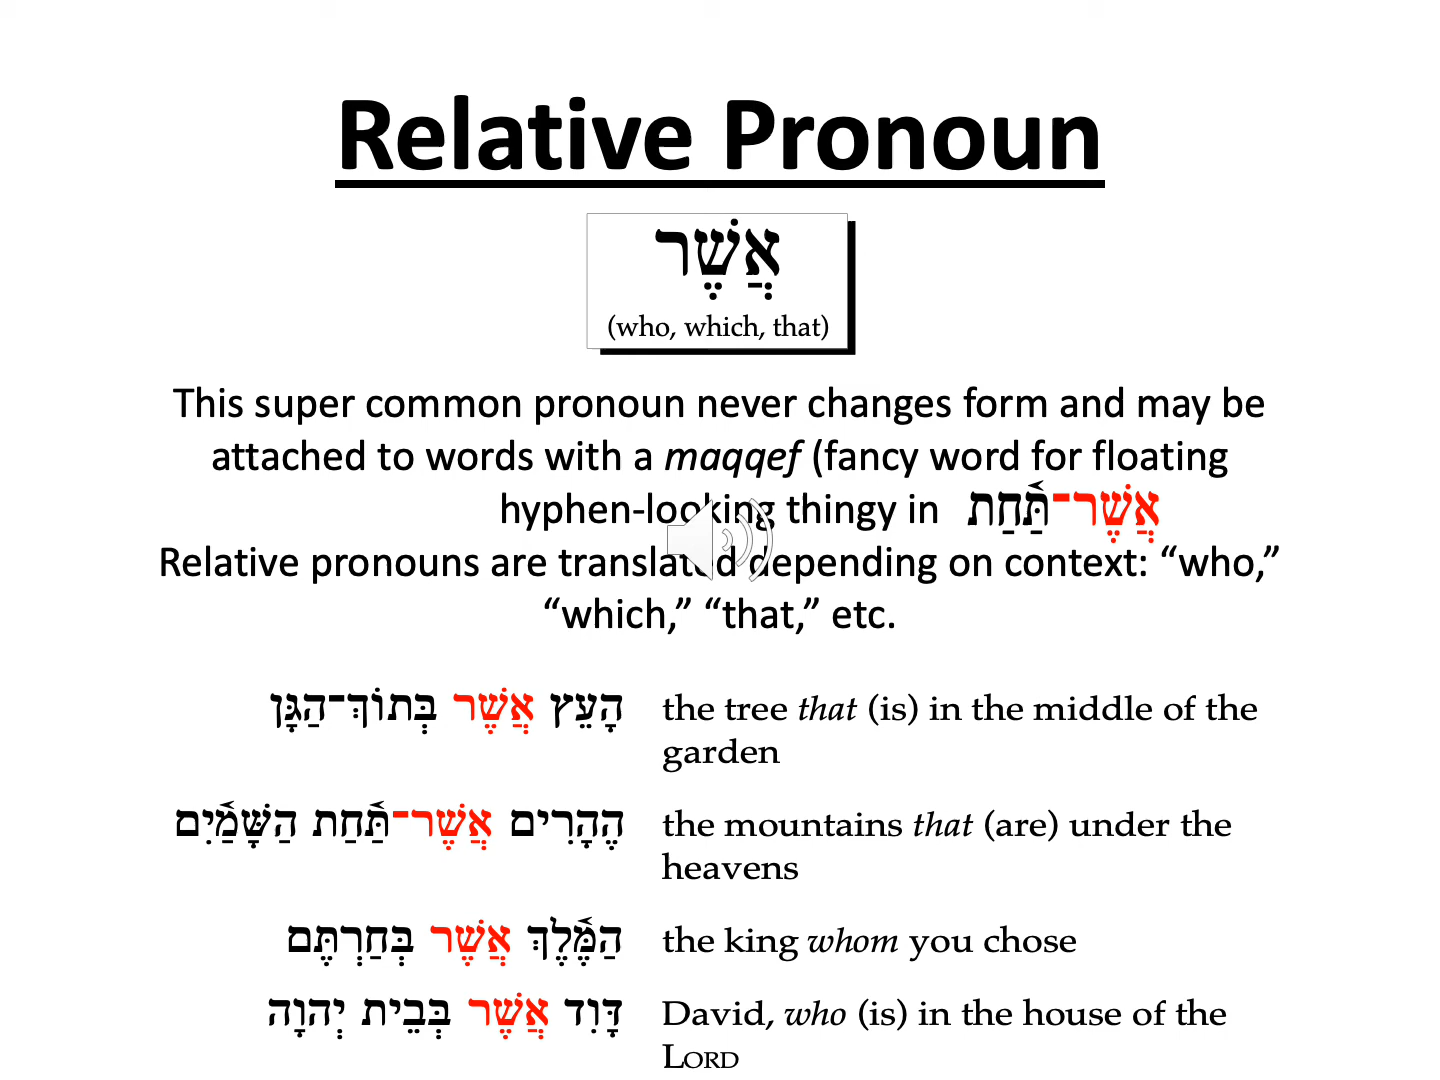 Relative Pronoun
אֲשֶׁר
(who, which, that)
This super common pronoun never changes form and may be
attached to words with a maqqef (fancy word for floating
hyphen-looking thingy in אֲשֶׁר־תַּ֫חַת
Relative pronouns are translated depending on context: “who,”
“which,” “that,” etc.
הָעֵץ אֲשֶׁר בְּתוֹךְ־הַגָּן
the tree that (is) in the middle of the
garden
הֶהָרִים אֲשֶׁר־תַּ֫חַת הַשָּׁמַ֫יִם
the mountains that (are) under the
heavens
הַמֶּ֫לֶךְ אֲשֶׁר בְּחַרְתֶּם
the king whom you chose
דָּוִד אֲשֶׁר בְּבֵית יְהוָה
David, who (is) in the house of the
LORD